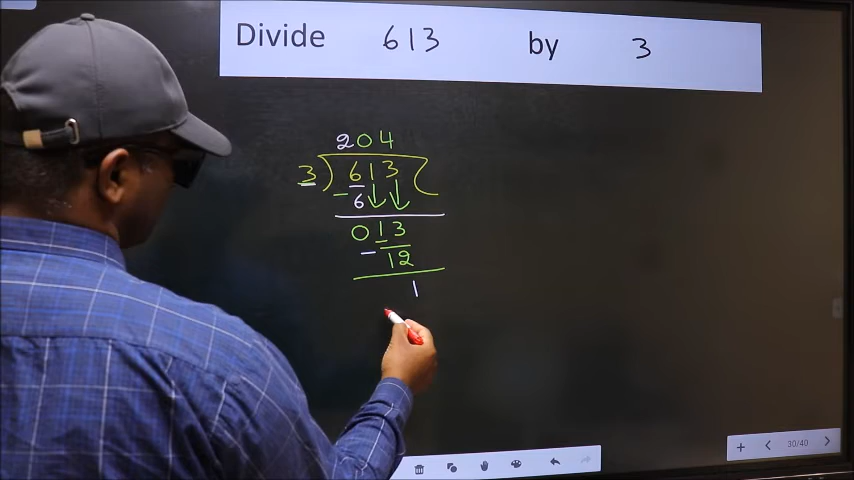 Divide 613 by 3
204
3 ) 613 (
- 6
013
- 12
1
+ < 30/40 >